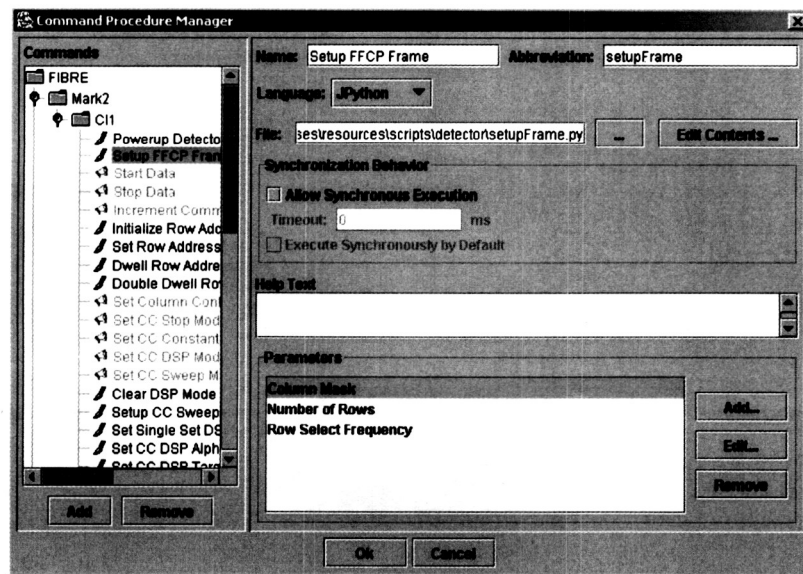 Command Procedure Manager
Commands
FIBRE
Mark2
CI1
Powerup Detecto
Setup FFCP Fran
Start Data
Stop Data
Increment Comm
Initialize Row Add
Set Row Address
Dwell Row Addre
Double Dwell Ro
Set Column Con
Set CC Stop Mod
Set CC Constant
Set CC DSP Mod
Set CC Sweep M
Clear DSP Mode
Setup CC Sweep
Set Single Set DS
Set CC DSP Alph
Set CC DSP Targ
Add
Remove
Name: Setup FFCP Frame Abbreviation: setupFrame
Language: JPython
File: ses\resources\scripts\detector\setupFrame.py ... Edit Contents ...
Synchronization Behavior
Allow Synchronous Execution
Timeout: 0 ms
Execute Synchronously by Default
Help Text
Parameters
Column Mask
Number of Rows
Row Select Frequency
Add...
Edit...
Remove
Ok
Cancel